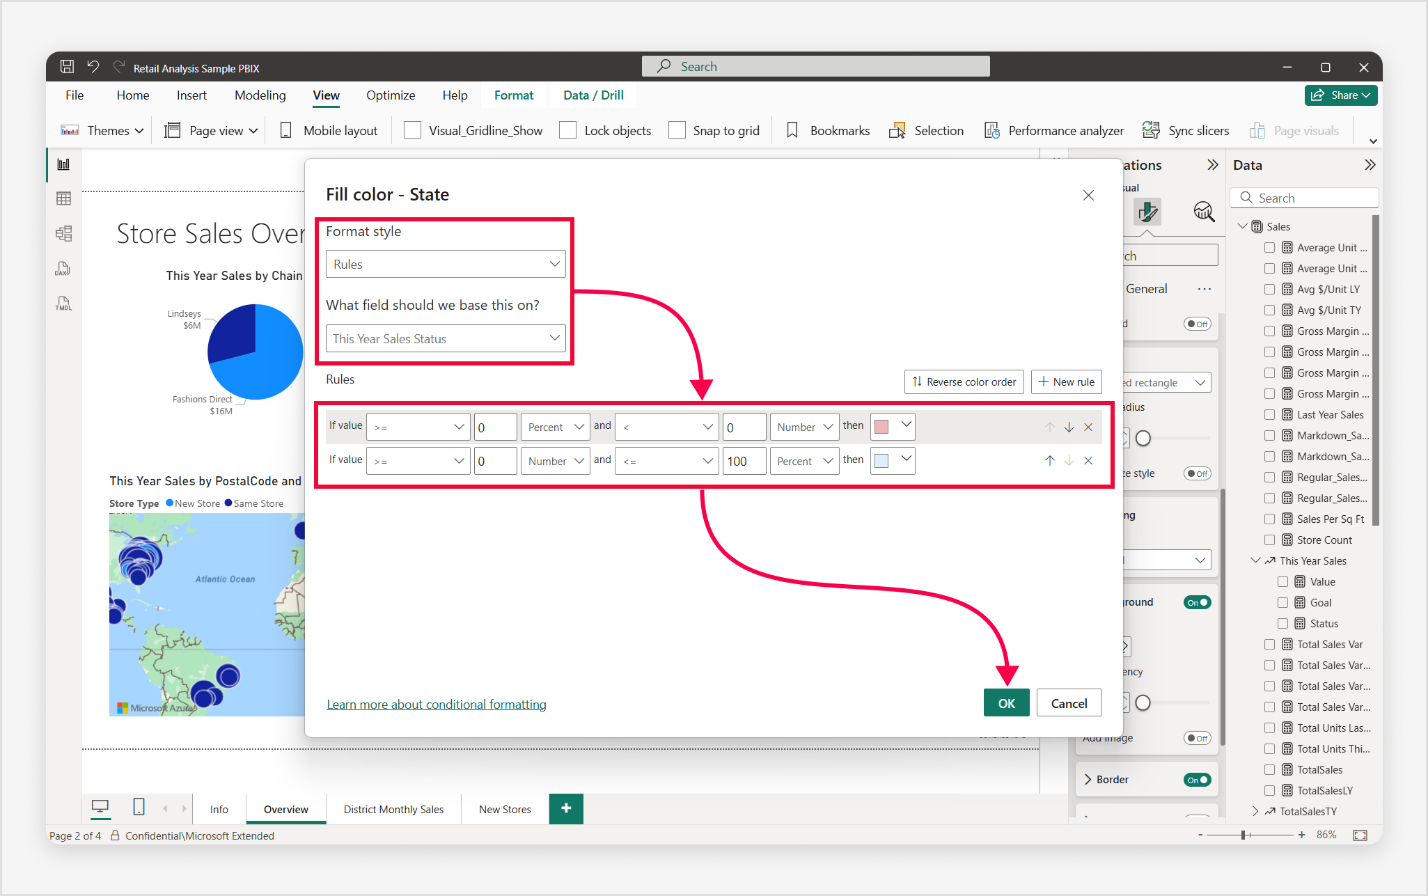 Retail Analysis Sample PBIX
Search
File Home Insert Modeling View Optimize Help Format Data / Drill
Share
Themes Page view Mobile layout Visual_Gridline_Show Lock objects Snap to grid Bookmarks Selection Performance analyzer Sync slicers Page visuals
Fill color - State
Format style
Rules
What field should we base this on?
This Year Sales Status
Rules
Reverse color order
New rule
If value >= 0 Percent and < 0 Number then
If value >= 0 Number and <= 100 Percent then
Learn more about conditional formatting
OK
Cancel
DAX
TMDL
Store Sales Over
This Year Sales by Chain
Lindseys
$6M
Fashions Direct
$16M
This Year Sales by PostalCode and
Store Type New Store Same Store
Atlantic Ocean
Microsoft Azure
ations
sual
ch
General ...
d Off
ed rectangle
adius
ze style Off
ng
ground On
ency
Add image Off
Border On
Data
Search
Sales
Average Unit ...
Average Unit ...
Avg $/Unit LY
Avg $/Unit TY
Gross Margin ...
Gross Margin ...
Gross Margin ...
Gross Margin ...
Last Year Sales
Markdown_Sa...
Markdown_Sa...
Regular_Sales...
Regular_Sales...
Sales Per Sq Ft
Store Count
This Year Sales
Value
Goal
Status
Total Sales Var
Total Sales Var...
Total Sales Var...
Total Sales Var...
Total Units Las...
Total Units Thi...
TotalSales
TotalSalesLY
TotalSalesTY
Info Overview District Monthly Sales New Stores +
Page 2 of 4 Confidential\Microsoft Extended
- + 86%